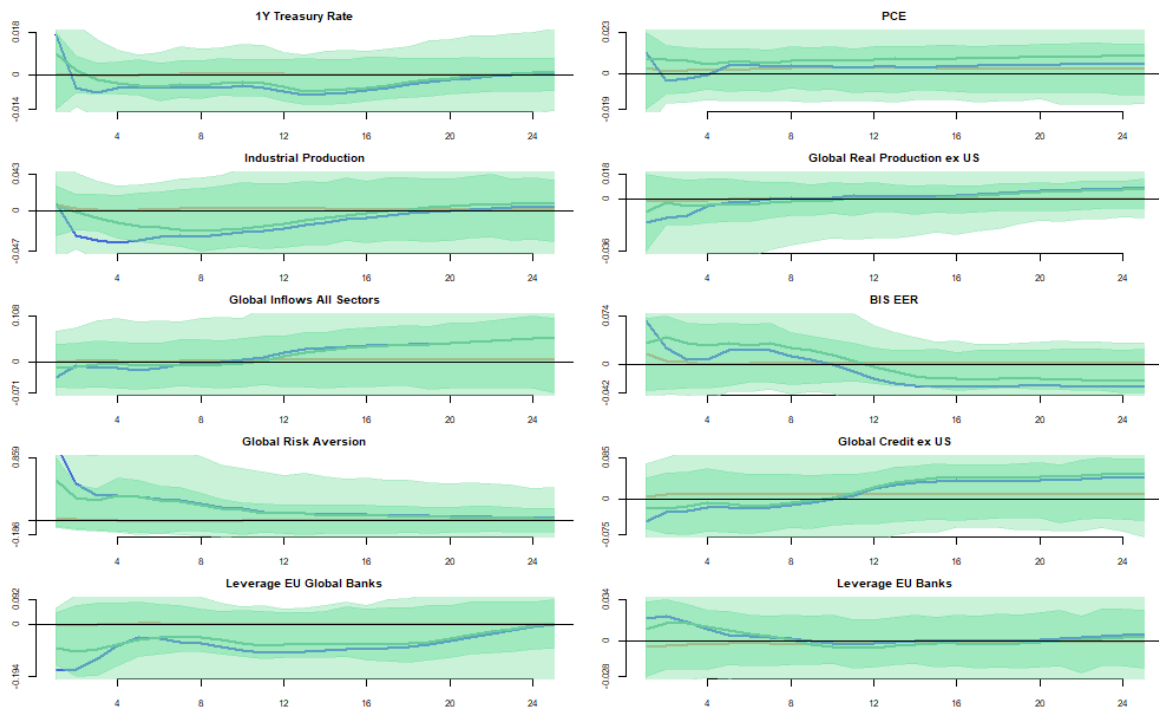 1Y Treasury Rate
0.018
0
-0.014
4 8 12 16 20 24
PCE
0.023
0
-0.019
4 8 12 16 20 24
Industrial Production
0.043
0
-0.047
4 8 12 16 20 24
Global Real Production ex US
0.018
0
-0.036
4 8 12 16 20 24
Global Inflows All Sectors
0.108
0
-0.071
4 8 12 16 20 24
BIS EER
0.074
0
-0.042
4 8 12 16 20 24
Global Risk Aversion
0.859
-0.186
4 8 12 16 20 24
Global Credit ex US
0.085
0
-0.075
4 8 12 16 20 24
Leverage EU Global Banks
0.092
0
-0.194
4 8 12 16 20 24
Leverage EU Banks
0.034
0
-0.028
4 8 12 16 20 24